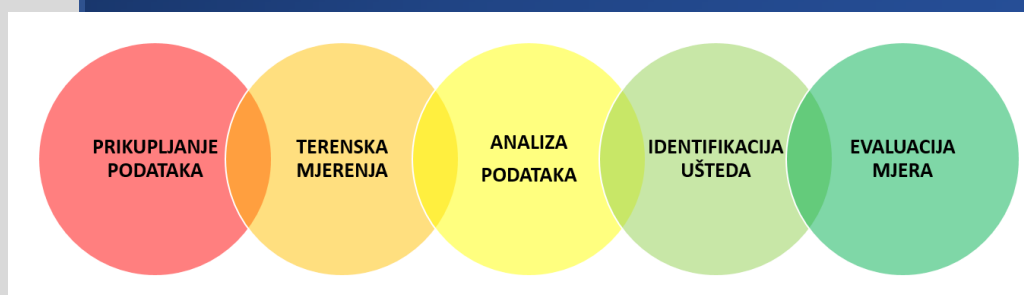 PRIKUPLJANJE
PODATAKA
TERENSKA
MJERENJA
ANALIZA
PODATAKA
IDENTIFIKACIJA
UŠTEDA
EVALUACIJA
MJERA